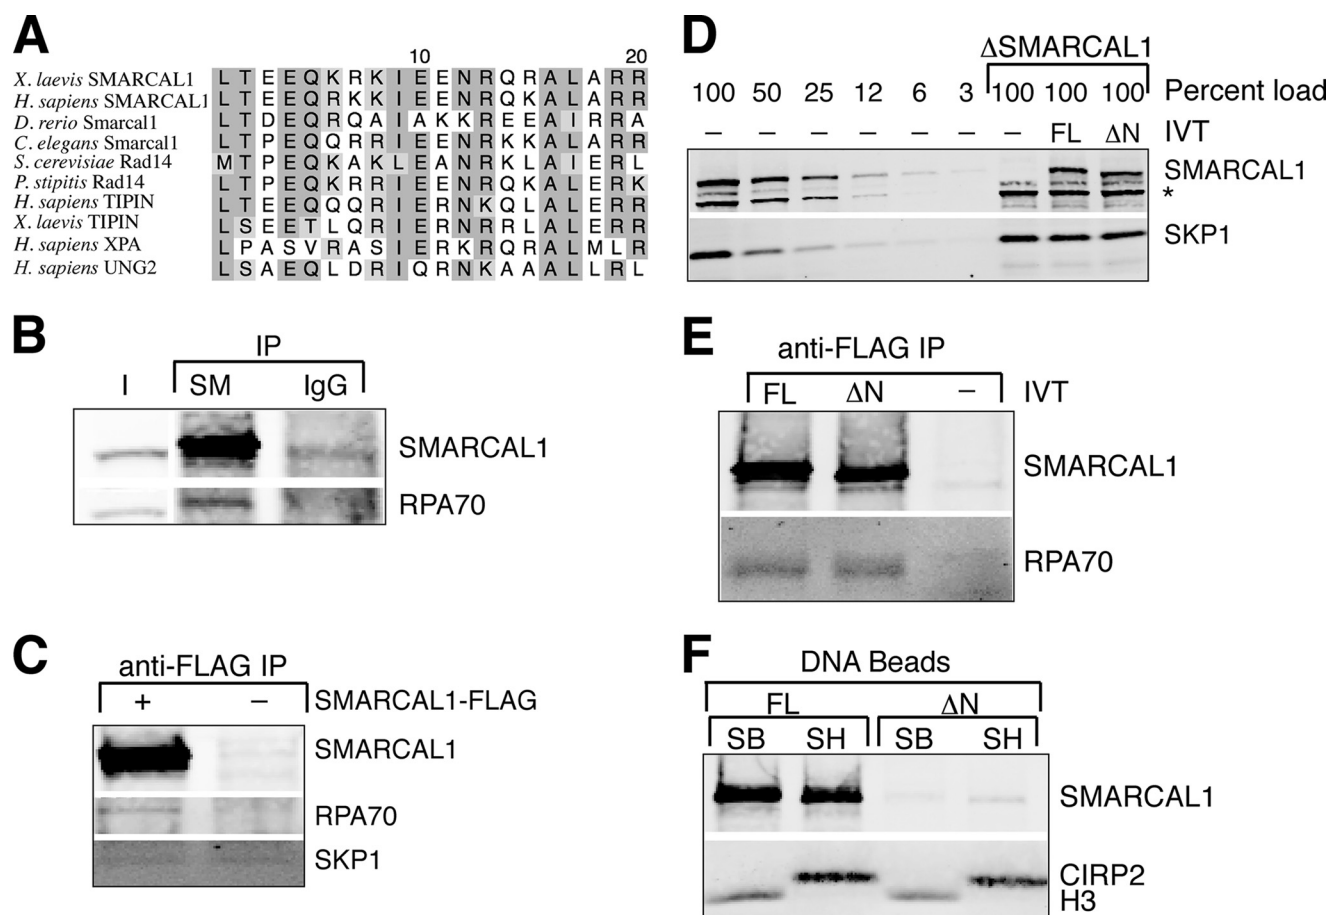 A
10 20
X. laevis SMARCAL1 L T E E Q K R K I E E N R Q R A L A R R
H. sapiens SMARCAL1 L T E E Q R K K I E E N R Q K A L A R R
D. rerio Smarcal1 L T D E Q R Q A I A K K R E E A I R R A
C. elegans Smarcal1 L T P E Q Q R R I E E N R K K A L A R R
S. cerevisiae Rad14 M T P E Q K A K L E A N R K L A I E R L
P. stipitis Rad14 L T P E Q K R R I E E N R Q K A L E R K
H. sapiens TIPIN L T E E Q Q Q R I E R N K Q L A L E R R
X. laevis TIPIN L S E E T L Q R I E R N R R L A L E R R
H. sapiens XPA L P A S V R A S I E R K R Q R A L M L R
H. sapiens UNG2 L S A E Q L D R I Q R N K A A A L L R L
B
IP
I SM IgG
SMARCAL1
RPA70
C
anti-FLAG IP
+ – SMARCAL1-FLAG
SMARCAL1
RPA70
SKP1
D
ΔSMARCAL1
100 50 25 12 6 3 100 100 100 Percent load
– – – – – – – FL ΔN IVT
SMARCAL1
*
SKP1
E
anti-FLAG IP
FL ΔN – IVT
SMARCAL1
RPA70
F
DNA Beads
FL ΔN
SB SH SB SH
SMARCAL1
CIRP2
H3